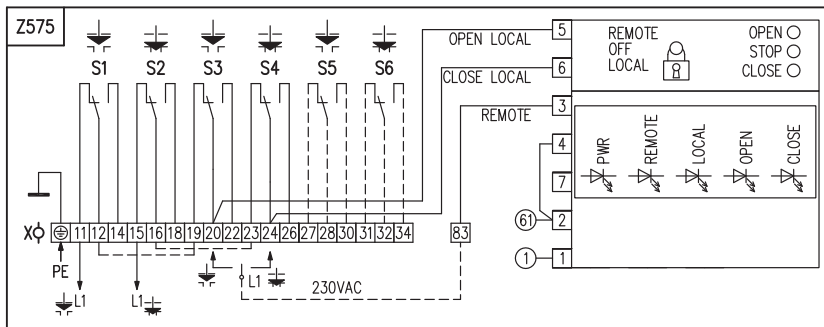 Z575
S1 S2 S3 S4 S5 S6
OPEN LOCAL
CLOSE LOCAL
REMOTE
5
6
3
4
7
2
1
61
1
REMOTE
OFF
LOCAL
OPEN
STOP
CLOSE
PWR
REMOTE
LOCAL
OPEN
CLOSE
X 11 12 14 15 16 18 19 20 22 23 24 26 27 28 30 31 32 34 83
PE
L1
L1
L1
230VAC